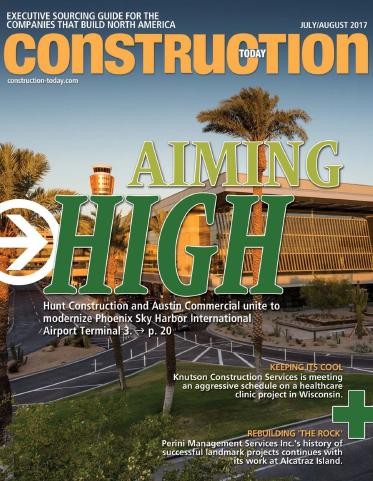 EXECUTIVE SOURCING GUIDE FOR THE
COMPANIES THAT BUILD NORTH AMERICA
JULY/AUGUST 2017
CONSTRUCTION
TODAY
construction-today.com
AIMING
HIGH
Hunt Construction and Austin Commercial unite to
modernize Phoenix Sky Harbor International
Airport Terminal 3. → p. 20
KEEPING ITS COOL
Knutson Construction Services is meeting
an aggressive schedule on a healthcare
clinic project in Wisconsin.
REBUILDING 'THE ROCK'
Perini Management Services Inc.'s history of
successful landmark projects continues with
its work at Alcatraz Island.